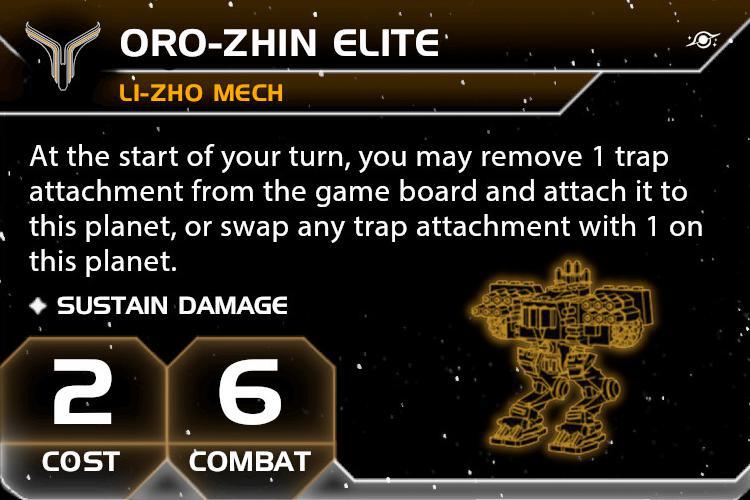 ORO-ZHIN ELITE
LI-ZHO MECH
At the start of your turn, you may remove 1 trap
attachment from the game board and attach it to
this planet, or swap any trap attachment with 1 on
this planet.
SUSTAIN DAMAGE
2 6
COST COMBAT